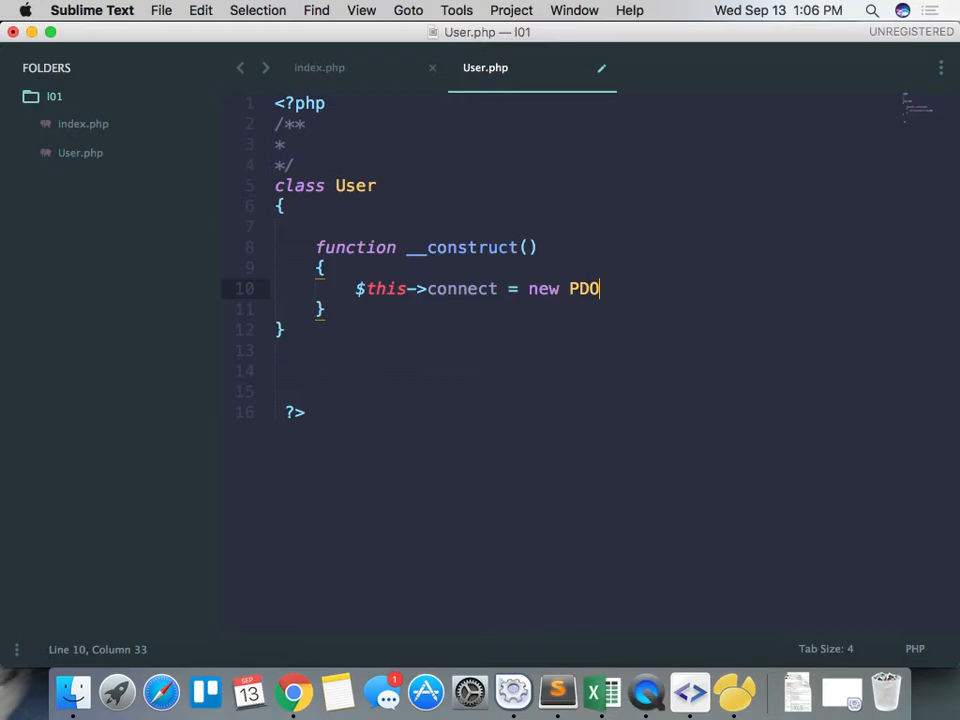 Sublime Text File Edit Selection Find View Goto Tools Project Window Help Wed Sep 13 1:06 PM
User.php — l01 UNREGISTERED
FOLDERS
l01
index.php
User.php
index.php × User.php
1 <?php
2 /**
3 *
4 */
5 class User
6 {
7
8 function __construct()
9 {
10 $this->connect = new PDO
11 }
12 }
13
14
15
16 ?>
Line 10, Column 33 Tab Size: 4 PHP
SEP
13
1